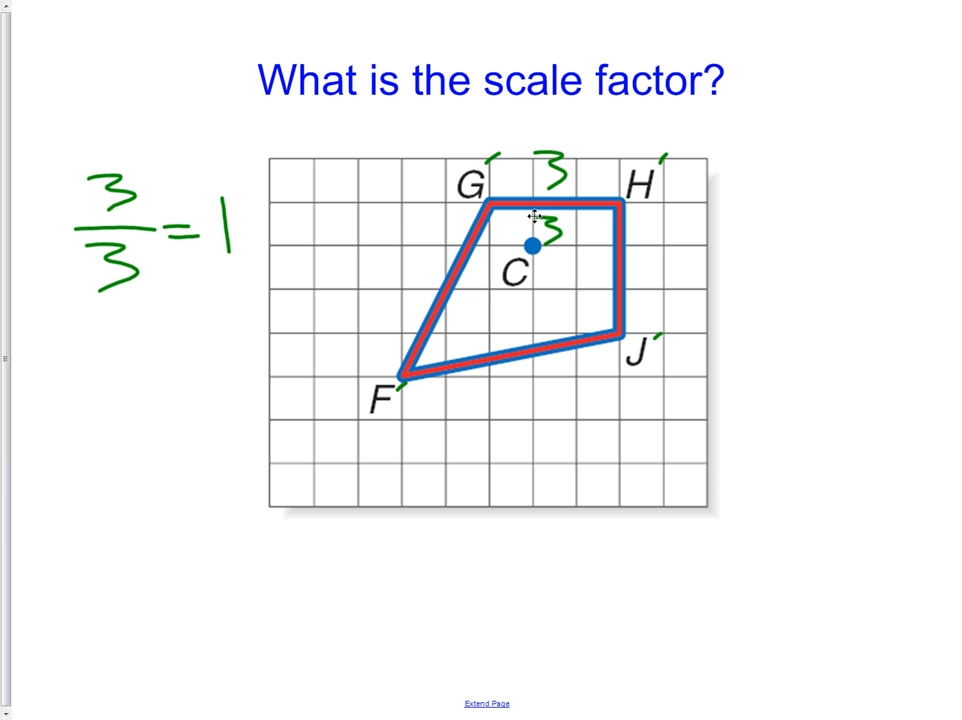 What is the scale factor?
3
G′
H′
3
3
— = 1
3
C
J′
F′
Extend Page